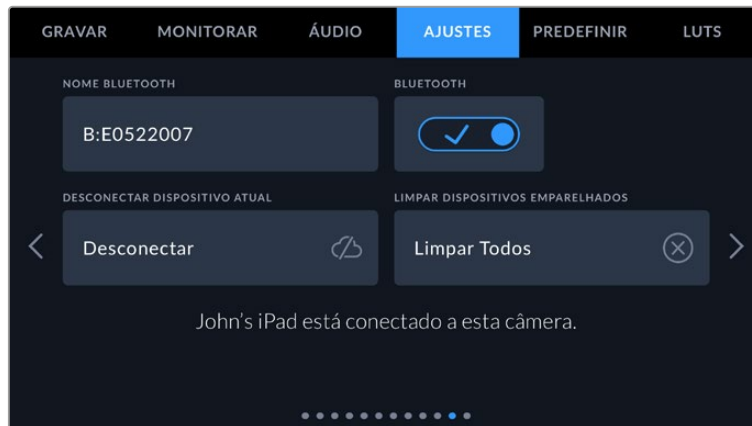 GRAVAR MONITORAR ÁUDIO AJUSTES PREDEFINIR LUTS
NOME BLUETOOTH BLUETOOTH
B:E0522007
DESCONECTAR DISPOSITIVO ATUAL LIMPAR DISPOSITIVOS EMPARELHADOS
Desconectar Limpar Todos
John’s iPad está conectado a esta câmera.